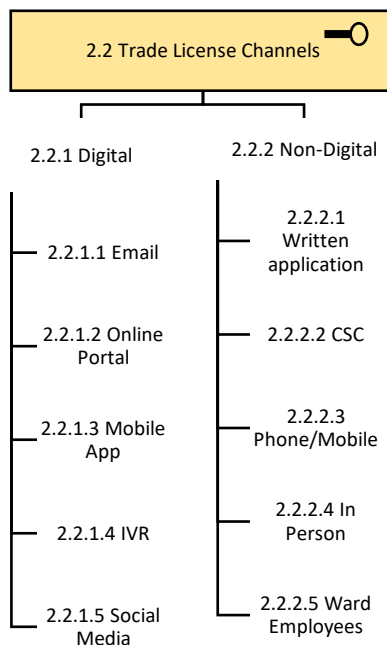 2.2 Trade License Channels
2.2.1 Digital
2.2.1.1 Email
2.2.1.2 Online
Portal
2.2.1.3 Mobile
App
2.2.1.4 IVR
2.2.1.5 Social
Media
2.2.2 Non-Digital
2.2.2.1
Written
application
2.2.2.2 CSC
2.2.2.3
Phone/Mobile
2.2.2.4 In
Person
2.2.2.5 Ward
Employees